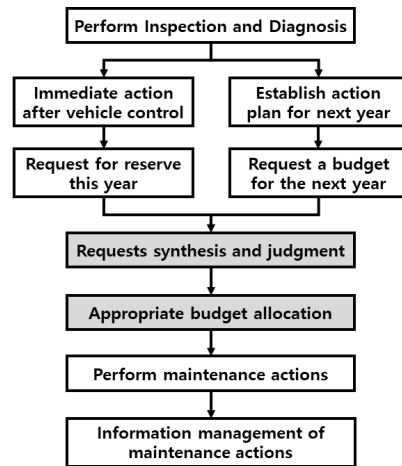 Perform Inspection and Diagnosis
Immediate action
after vehicle control
Establish action
plan for next year
Request for reserve
this year
Request a budget
for the next year
Requests synthesis and judgment
Appropriate budget allocation
Perform maintenance actions
Information management of
maintenance actions